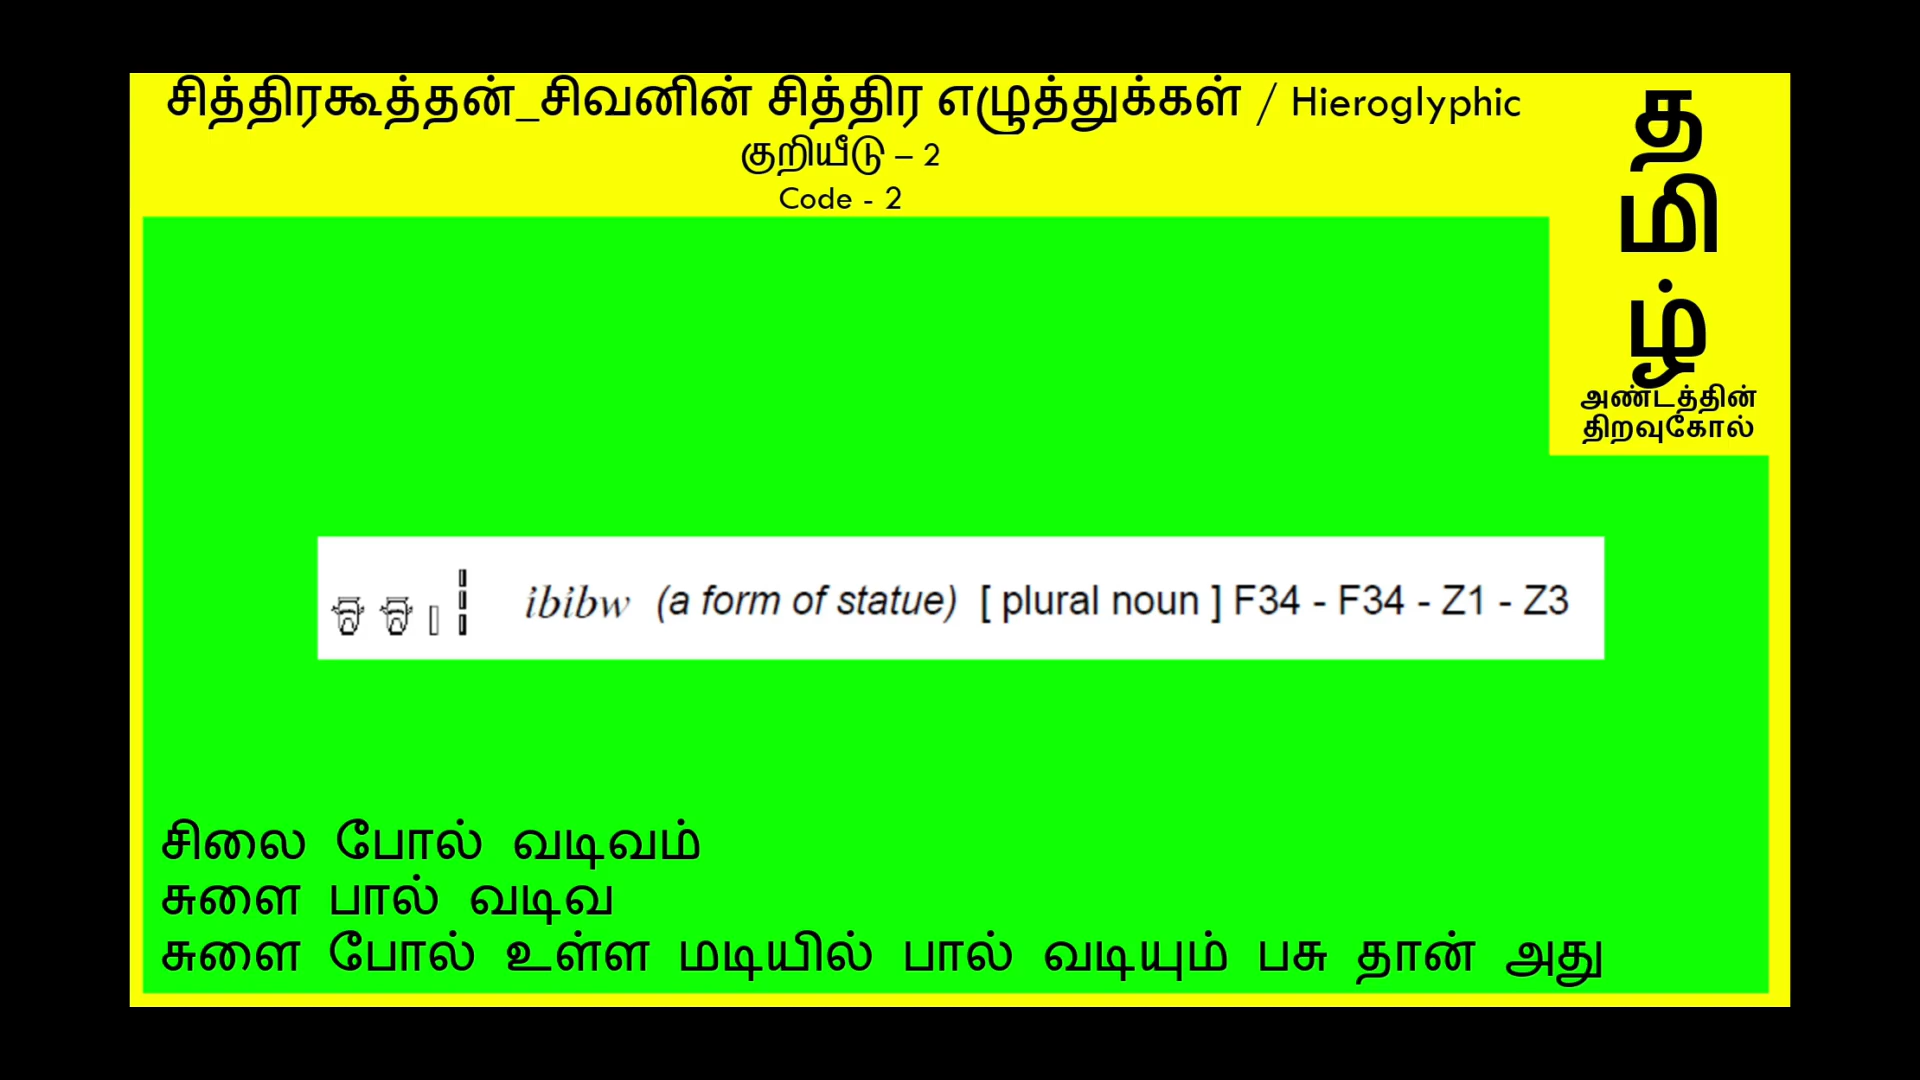 சித்திரகூத்தன்_சிவனின் சித்திர எழுத்துக்கள் / Hieroglyphic
குறியீடு – 2
Code - 2
த
மி
ழ்
அண்டத்தின்
திறவுகோல்
ibibw (a form of statue) [ plural noun ] F34 - F34 - Z1 - Z3
சிலை போல் வடிவம்
சுளை பால் வடிவ
சுளை போல் உள்ள மடியில் பால் வடியும் பசு தான் அது